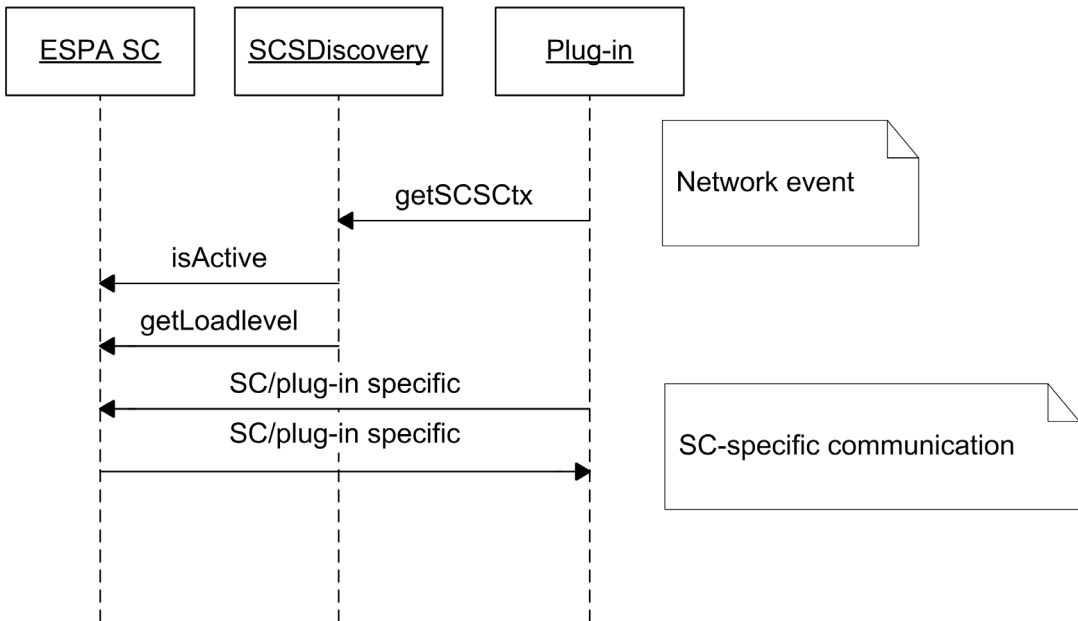 ESPA SC
SCSDiscovery
Plug-in
Network event
getSCSCtx
isActive
getLoadlevel
SC/plug-in specific
SC/plug-in specific
SC-specific communication